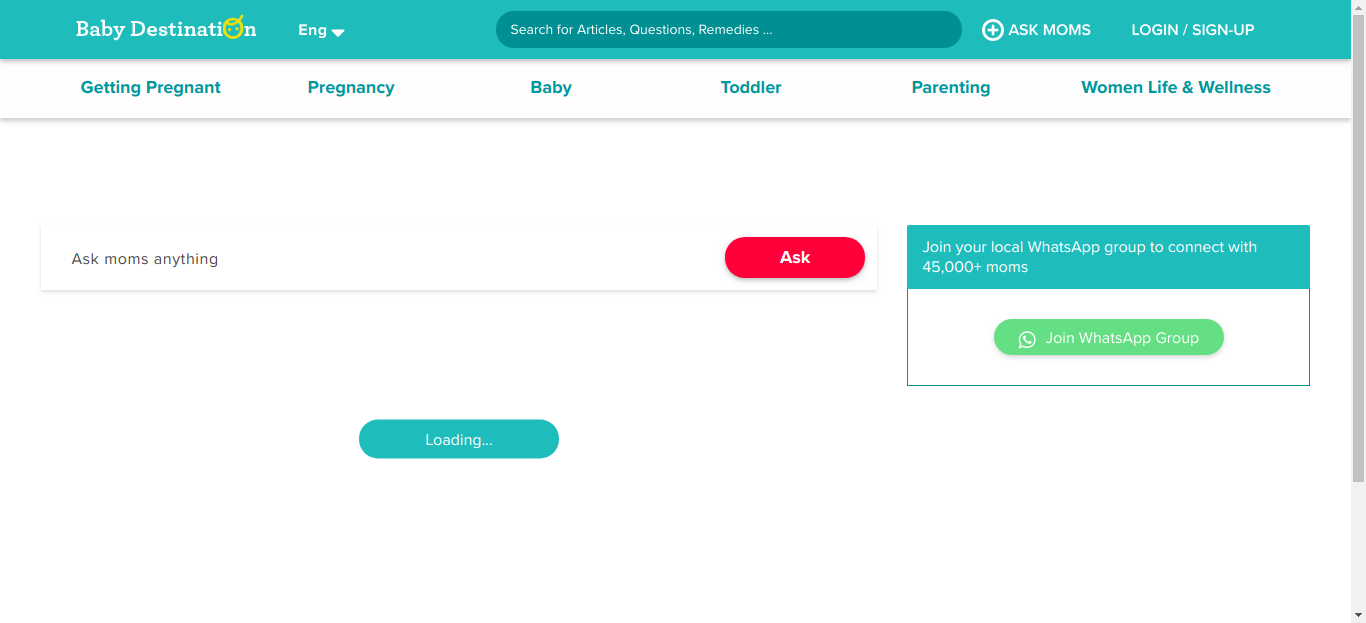 Baby Destination
Eng
Search for Articles, Questions, Remedies ...
ASK MOMS
LOGIN / SIGN-UP
Getting Pregnant
Pregnancy
Baby
Toddler
Parenting
Women Life & Wellness
Ask moms anything
Ask
Join your local WhatsApp group to connect with
45,000+ moms
Join WhatsApp Group
Loading...